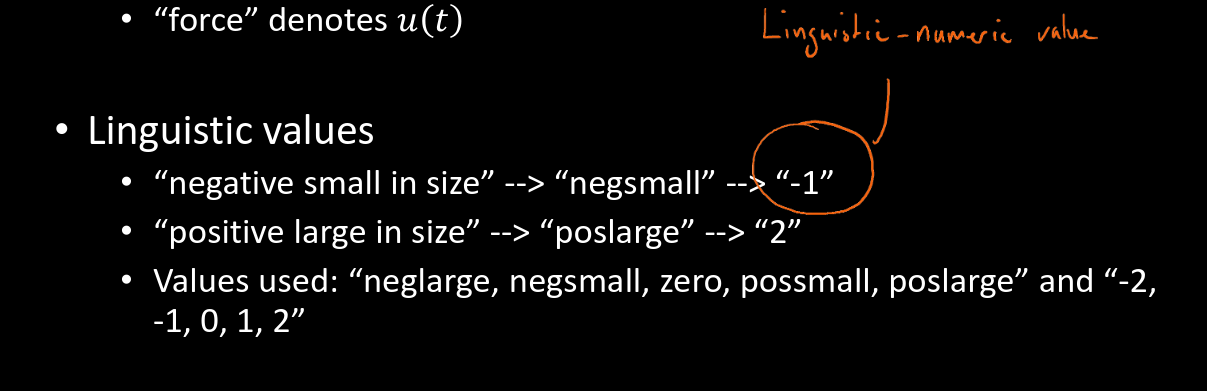 • “force” denotes u(t)
Linguistic-numeric value
• Linguistic values
• “negative small in size” --> “negsmall” --> “-1”
• “positive large in size” --> “poslarge” --> “2”
• Values used: “neglarge, negsmall, zero, possmall, poslarge” and “-2,
-1, 0, 1, 2”